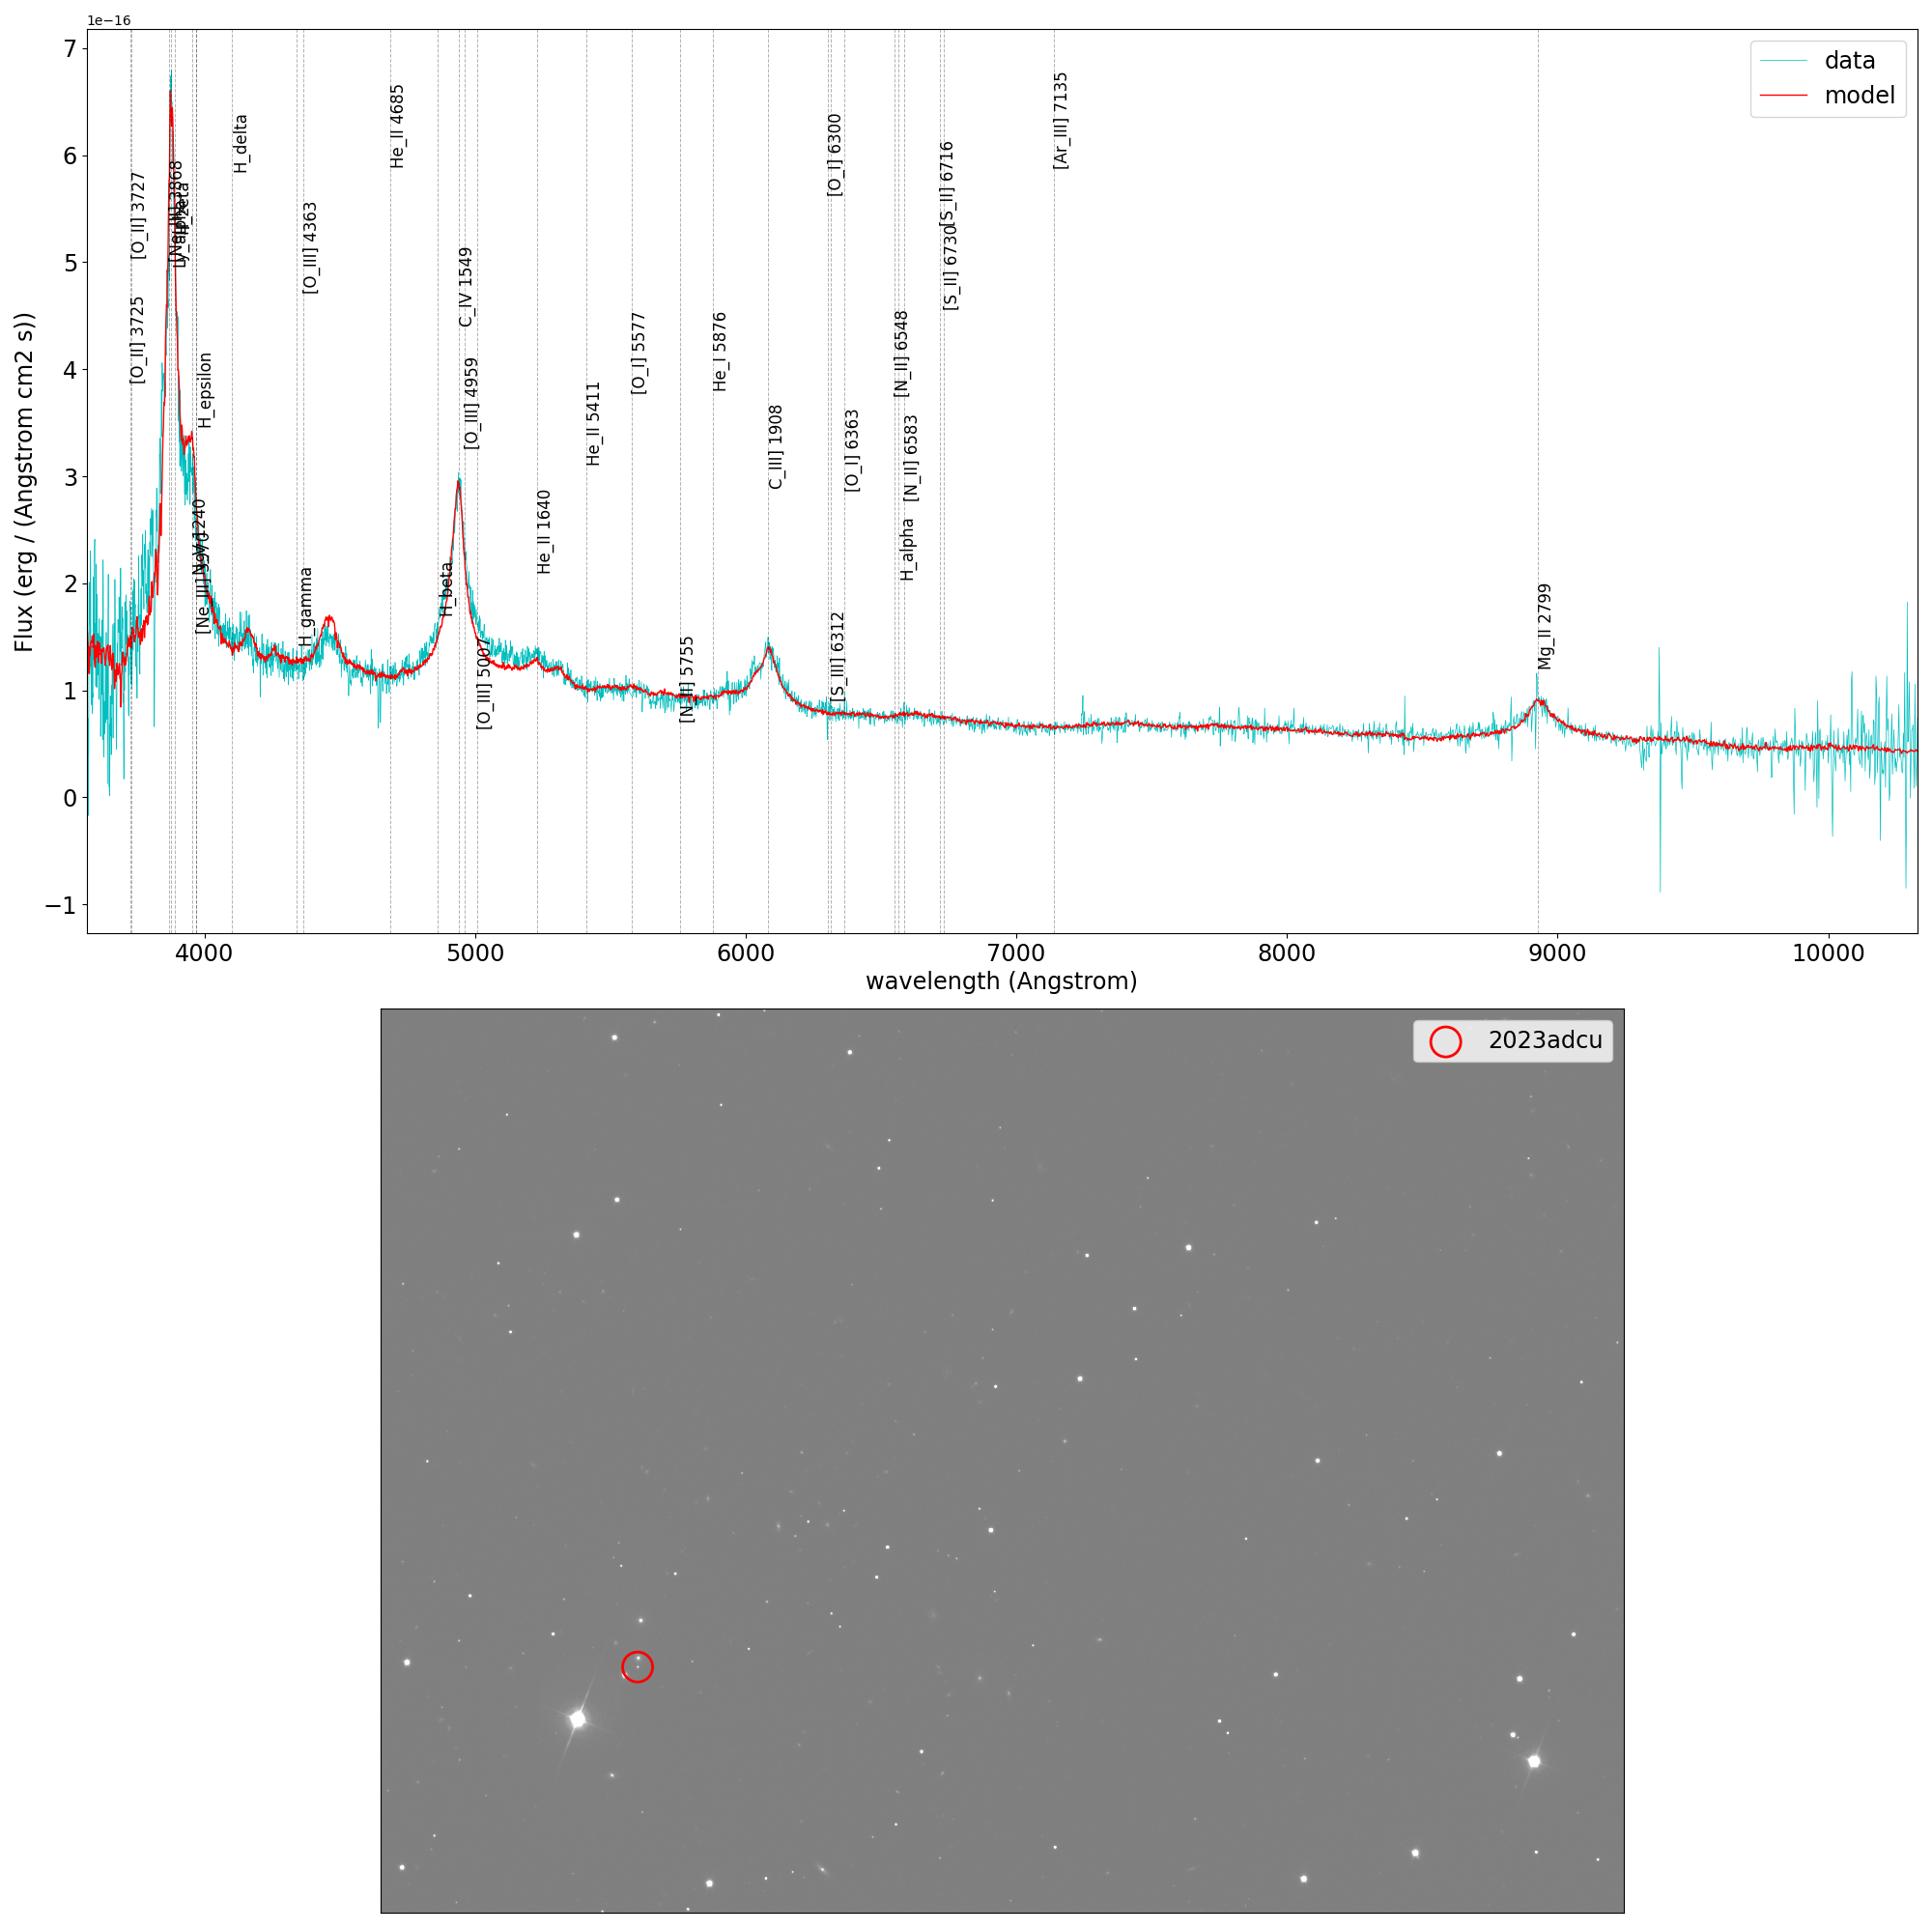 1e−16
data
model
Flux (erg / (Angstrom cm2 s))
7
6
5
4
3
2
1
0
−1
[O_II] 3725
[O_II] 3727
H_zeta
H_epsilon
N_V 1240
H_delta
H_gamma
[O_III] 4363
He_II 4685
H_beta
C_IV 1549
[O_III] 4959
[O_III] 5007
He_II 1640
He_II 5411
[O_I] 5577
[N_II] 5755
He_I 5876
C_III] 1908
[O_I] 6300
[S_III] 6312
[O_I] 6363
[N_II] 6548
H_alpha
[N_II] 6583
[S_II] 6716
[S_II] 6730
[Ar_III] 7135
Mg_II 2799
4000
5000
6000
7000
8000
9000
10000
wavelength (Angstrom)
2023adcu